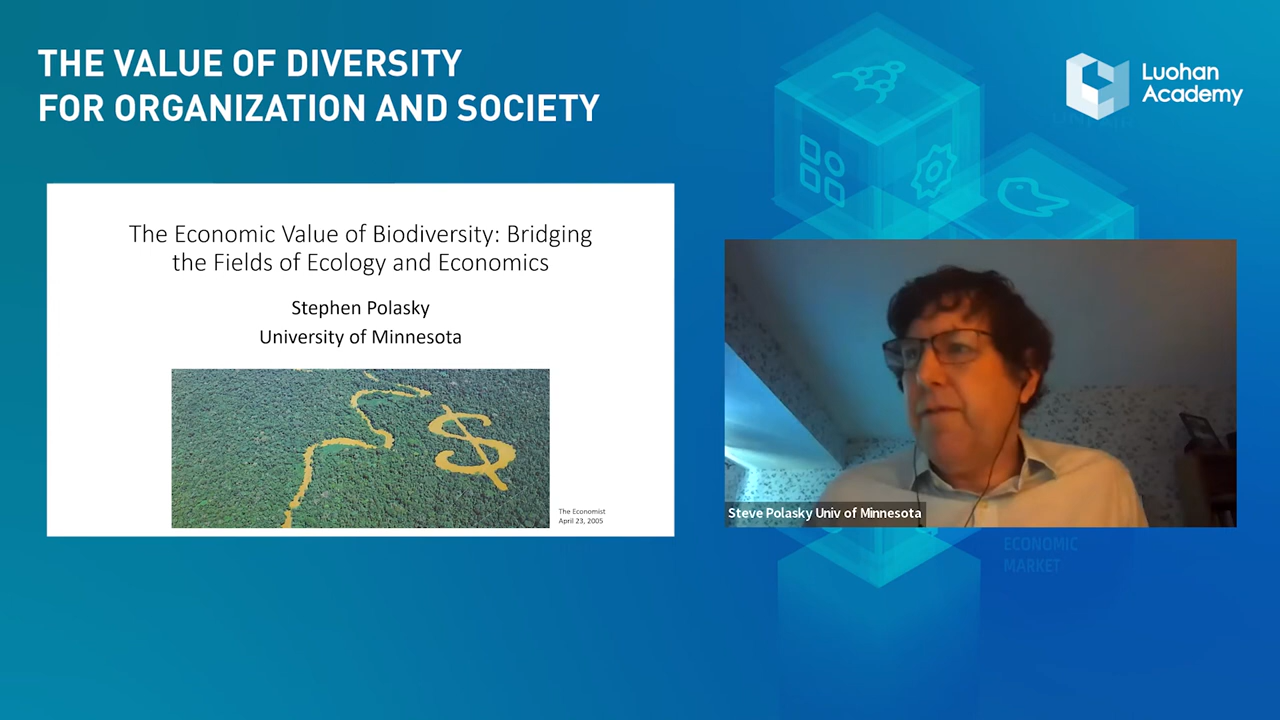 THE VALUE OF DIVERSITY
FOR ORGANIZATION AND SOCIETY
Luohan
Academy
The Economic Value of Biodiversity: Bridging
the Fields of Ecology and Economics
Stephen Polasky
University of Minnesota
$
The Economist
April 23, 2005
Steve Polasky Univ of Minnesota
ECONOMIC
MARKET